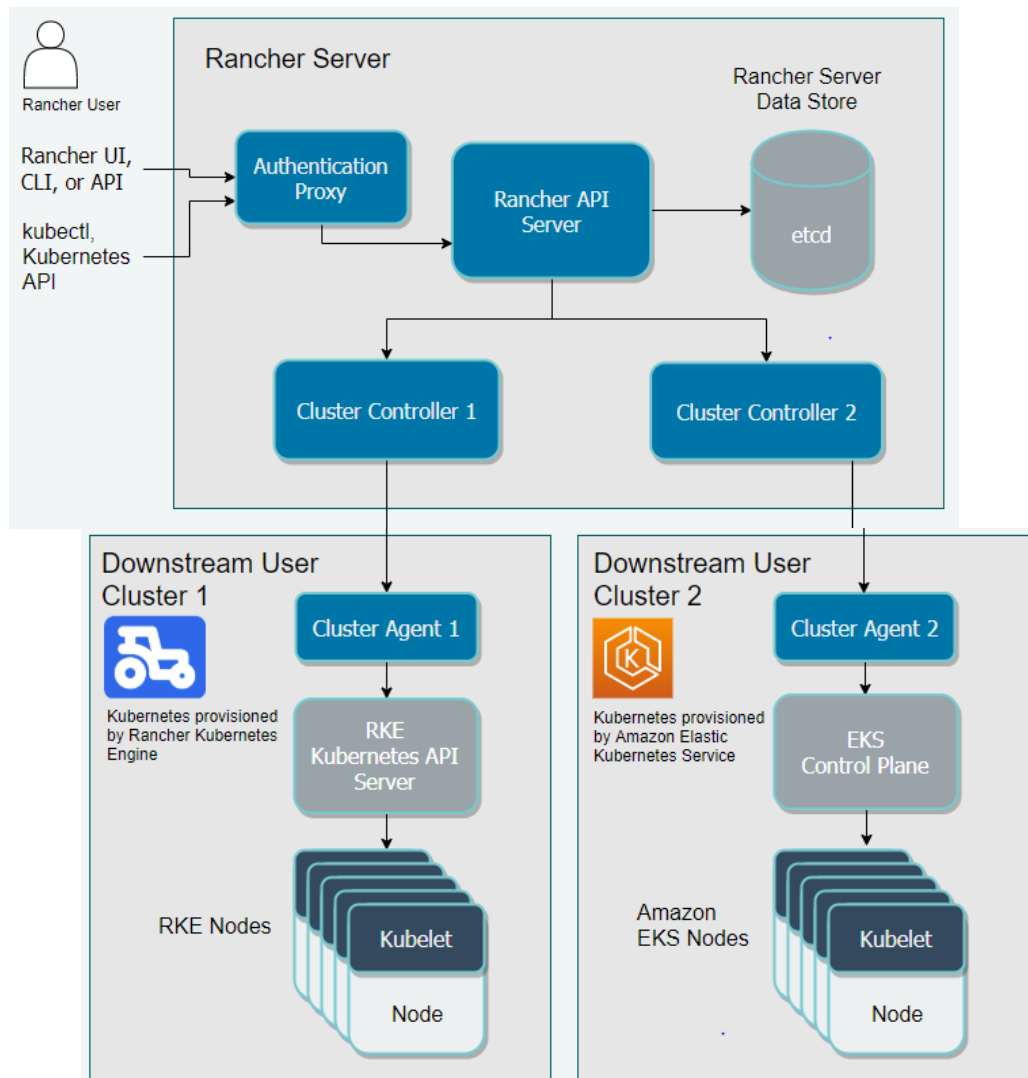 Rancher Server
Rancher User
Rancher Server
Data Store
Rancher UI,
CLI, or API
Authentication
Proxy
Rancher API
Server
etcd
kubectl,
Kubernetes
API
Cluster Controller 1
Cluster Controller 2
Downstream User
Cluster 1
Cluster Agent 1
Kubernetes provisioned
by Rancher Kubernetes
Engine
RKE
Kubernetes API
Server
RKE Nodes
Kubelet
Node
Downstream User
Cluster 2
Cluster Agent 2
K
Kubernetes provisioned
by Amazon Elastic
Kubernetes Service
EKS
Control Plane
Amazon
EKS Nodes
Kubelet
Node